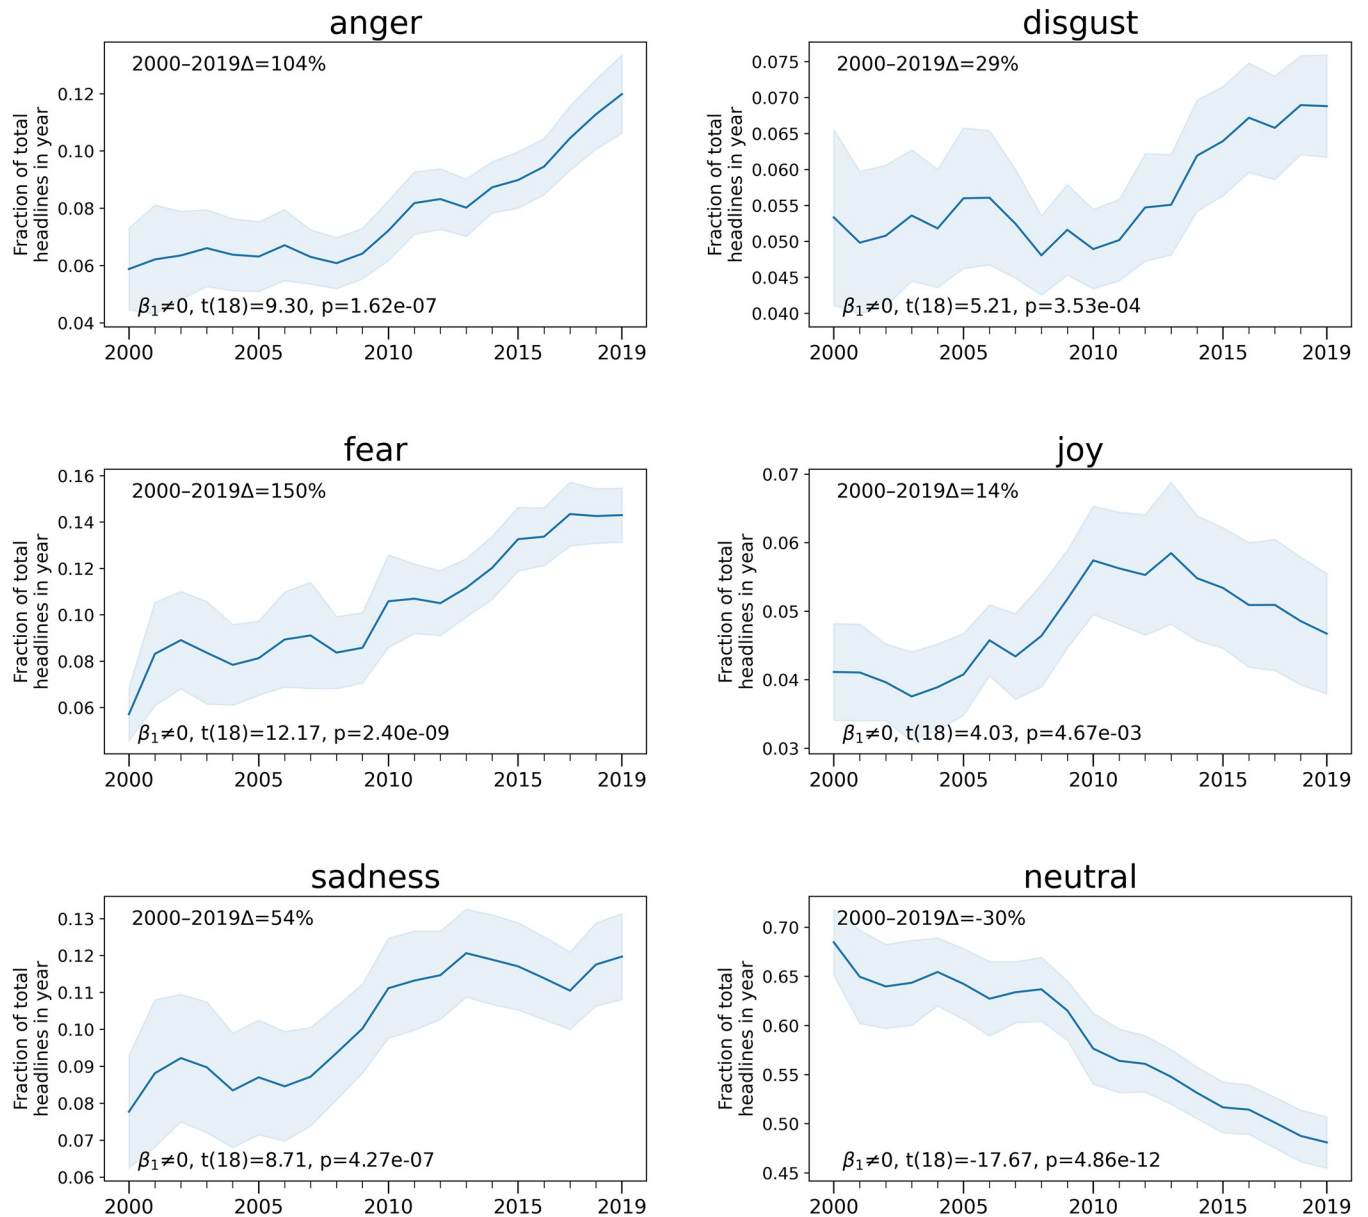 anger
2000–2019Δ=104%
Fraction of total
headlines in year
0.12
0.10
0.08
0.06
0.04
β₁≠0, t(18)=9.30, p=1.62e-07
2000 2005 2010 2015 2019
disgust
2000–2019Δ=29%
Fraction of total
headlines in year
0.075
0.070
0.065
0.060
0.055
0.050
0.045
0.040
β₁≠0, t(18)=5.21, p=3.53e-04
2000 2005 2010 2015 2019
fear
2000–2019Δ=150%
Fraction of total
headlines in year
0.16
0.14
0.12
0.10
0.08
0.06
β₁≠0, t(18)=12.17, p=2.40e-09
2000 2005 2010 2015 2019
joy
2000–2019Δ=14%
Fraction of total
headlines in year
0.07
0.06
0.05
0.04
0.03
β₁≠0, t(18)=4.03, p=4.67e-03
2000 2005 2010 2015 2019
sadness
2000–2019Δ=54%
Fraction of total
headlines in year
0.13
0.12
0.11
0.10
0.09
0.08
0.07
0.06
β₁≠0, t(18)=8.71, p=4.27e-07
2000 2005 2010 2015 2019
neutral
2000–2019Δ=-30%
Fraction of total
headlines in year
0.70
0.65
0.60
0.55
0.50
0.45
β₁≠0, t(18)=-17.67, p=4.86e-12
2000 2005 2010 2015 2019